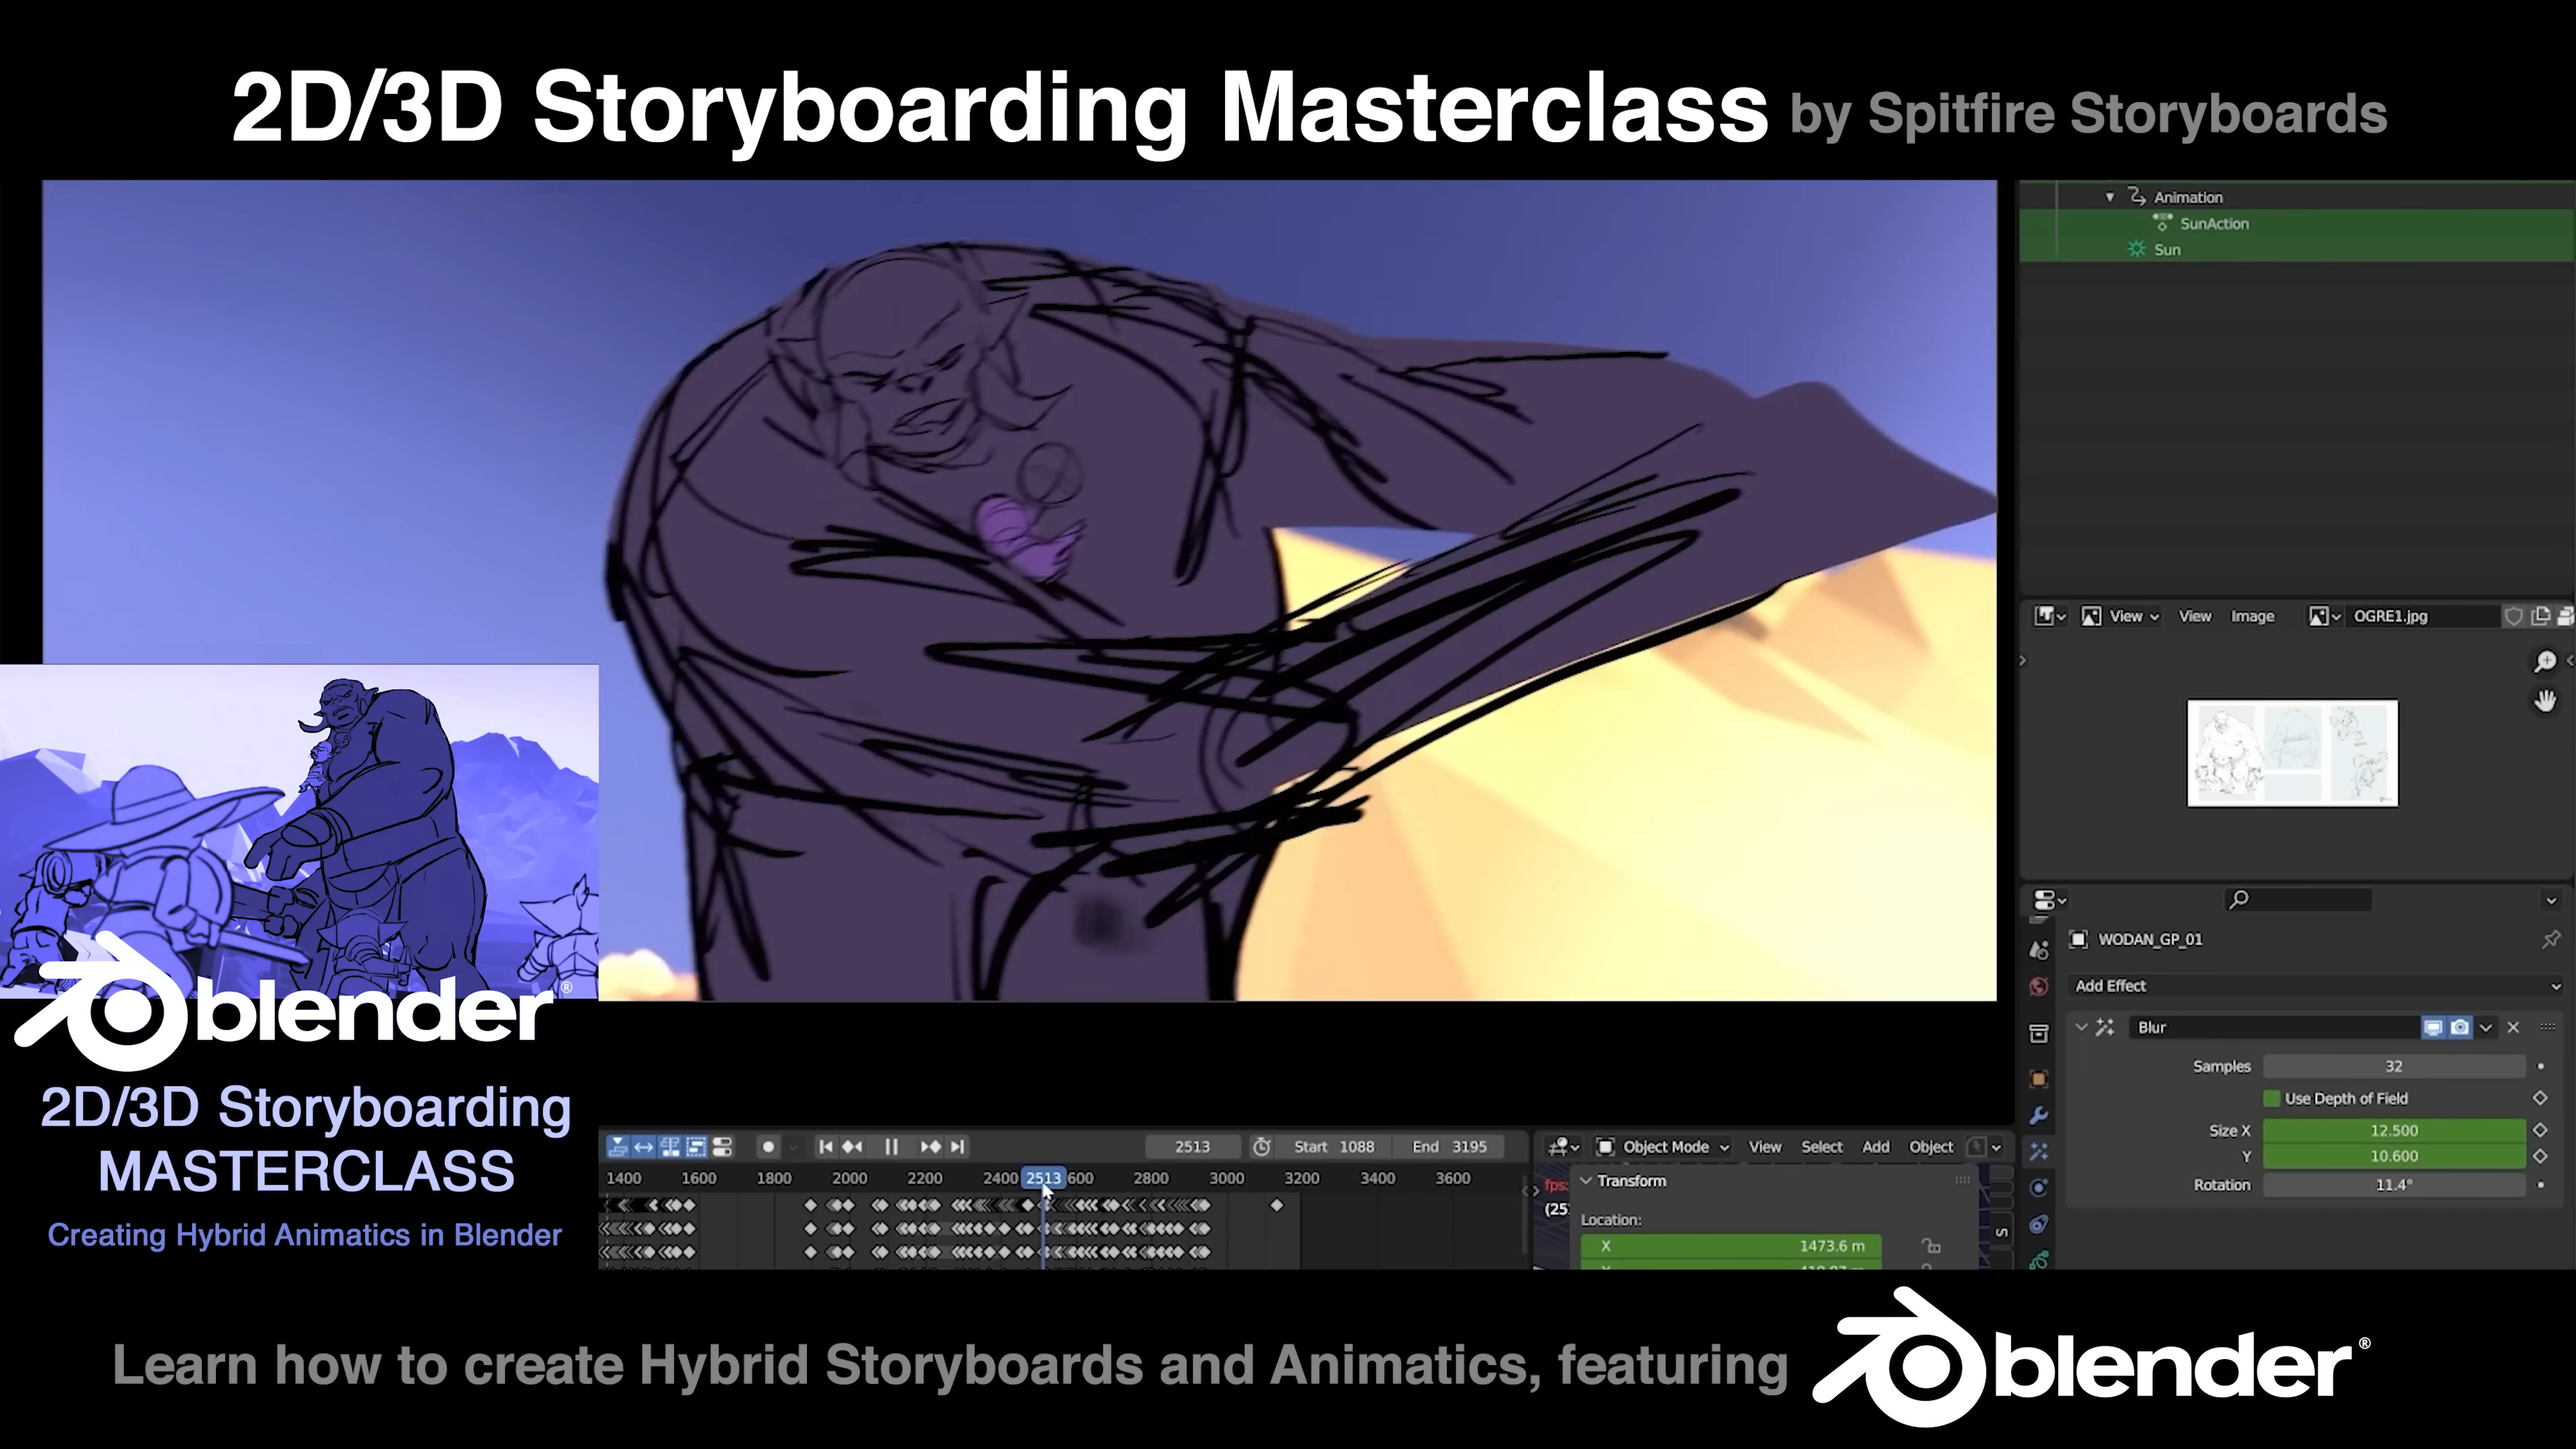 2D/3D Storyboarding Masterclass by Spitfire Storyboards
Animation
SunAction
Sun
View View Image OGRE1.jpg
WODAN_GP_01
Add Effect
Blur
Samples 32
Use Depth of Field
Size X 12.500
Y 10.600
Rotation 11.4°
blender®
2D/3D Storyboarding
MASTERCLASS
Creating Hybrid Animatics in Blender
2513 Start 1088 End 3195
1400 1600 1800 2000 2200 2400 2513 600 2800 3000 3200 3400 3600
Object Mode View Select Add Object
fps:
(25
Transform
Location:
X 1473.6 m
S
Learn how to create Hybrid Storyboards and Animatics, featuring blender®